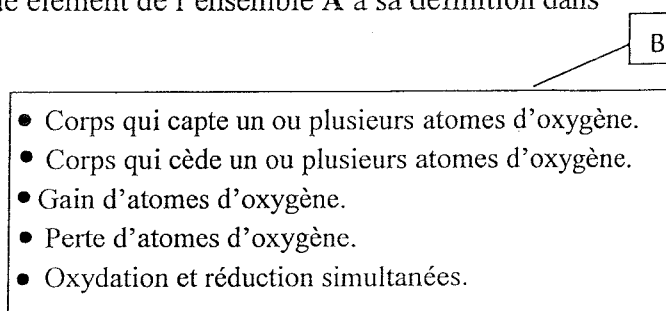 élément de l'ensemble A à sa définition dans
B
• Corps qui capte un ou plusieurs atomes d'oxygène.
• Corps qui cède un ou plusieurs atomes d'oxygène.
• Gain d'atomes d'oxygène.
• Perte d'atomes d'oxygène.
• Oxydation et réduction simultanées.